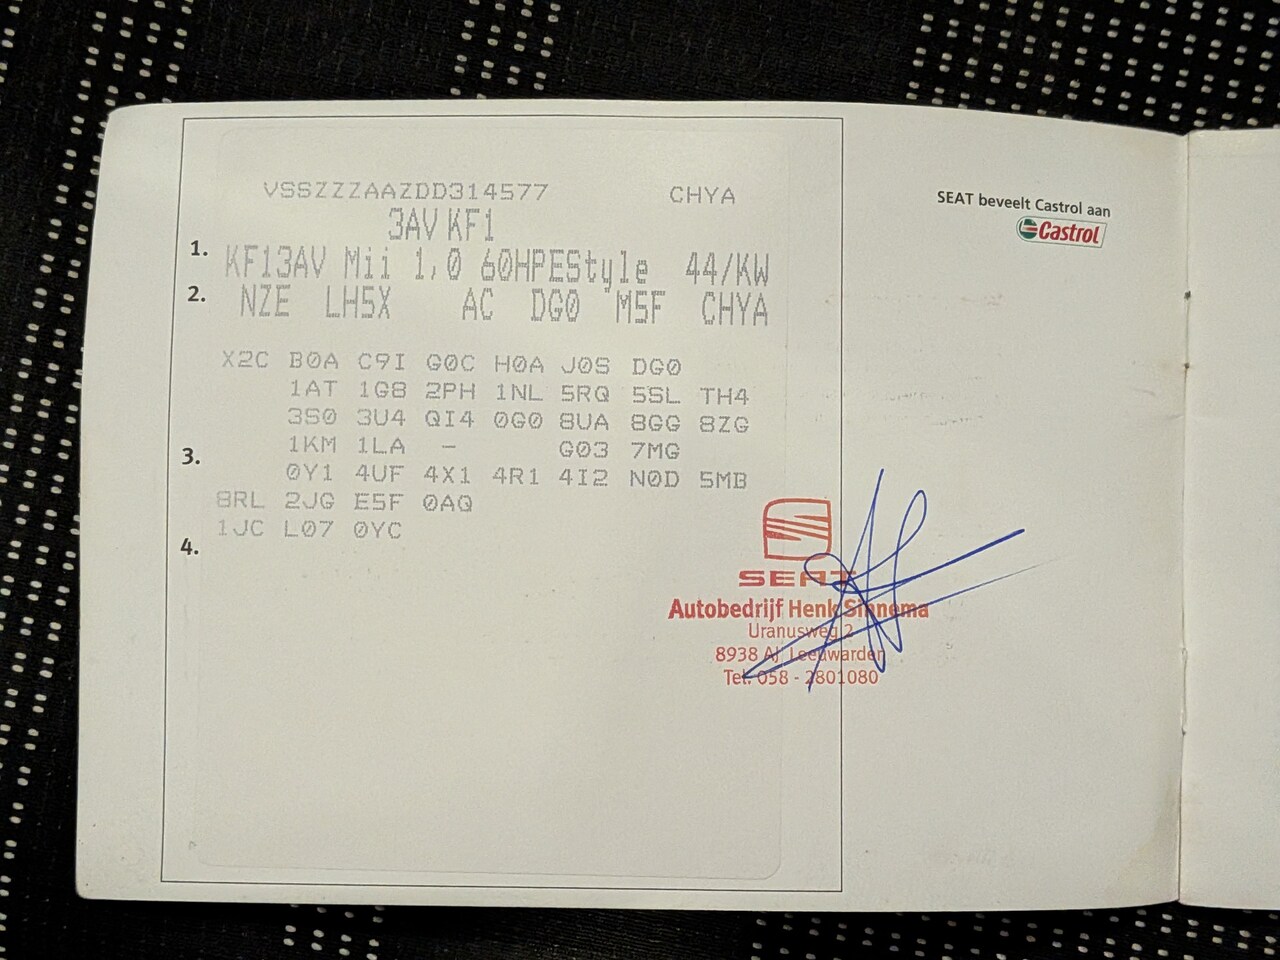 VSSZZZAAZDD314577 CHYA
3AV KF1
1. KF13AV Mii 1,0 60HPEStyle 44/KW
2. NZE LH5X AC DG0 M5F CHYA
X2C B0A C9I G0C H0A J0S DG0
1AT 1G8 2PH 1NL 5RQ 5SL TH4
3S0 3U4 QI4 0G0 8UA 8GG 8ZG
3. 1KM 1LA - G03 7MG
0Y1 4UF 4X1 4R1 4I2 N0D 5MB
8RL 2JG E5F 0AQ
4. 1JC L07 0YC
SEAT
Autobedrijf Henk Sinnema
Uranusweg 2
8938 AJ Leeuwarden
Tel. 058 - 2801080
SEAT beveelt Castrol aan
Castrol